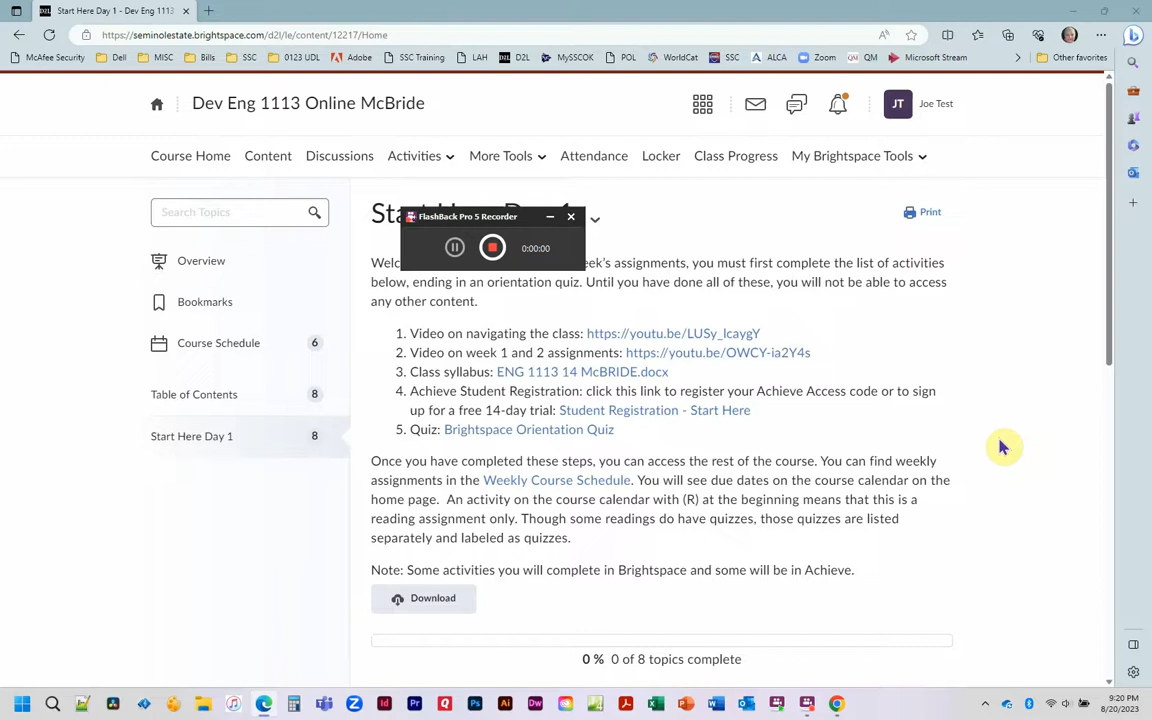 Start Here Day 1 - Dev Eng 1113
https://seminolestate.brightspace.com/d2l/le/content/12217/Home
McAfee Security Dell MISC Bills SSC 0123 UDL Adobe SSC Training LAH D2L MySSCOK POL WorldCat SSC ALCA Zoom QM Microsoft Stream Other favorites
Dev Eng 1113 Online McBride
JT Joe Test
Course Home Content Discussions Activities More Tools Attendance Locker Class Progress My Brightspace Tools
Search Topics
Overview
Bookmarks
Course Schedule 6
Table of Contents 8
Start Here Day 1 8
FlashBack Pro 5 Recorder
0:00:00
Print
eek's assignments, you must first complete the list of activities
below, ending in an orientation quiz. Until you have done all of these, you will not be able to access
any other content.
1. Video on navigating the class: https://youtu.be/LUSy_lcaygY
2. Video on week 1 and 2 assignments: https://youtu.be/OWCY-ia2Y4s
3. Class syllabus: ENG 1113 14 McBRIDE.docx
4. Achieve Student Registration: click this link to register your Achieve Access code or to sign
up for a free 14-day trial: Student Registration - Start Here
5. Quiz: Brightspace Orientation Quiz
Once you have completed these steps, you can access the rest of the course. You can find weekly
assignments in the Weekly Course Schedule. You will see due dates on the course calendar on the
home page. An activity on the course calendar with (R) at the beginning means that this is a
reading assignment only. Though some readings do have quizzes, those quizzes are listed
separately and labeled as quizzes.
Note: Some activities you will complete in Brightspace and some will be in Achieve.
Download
0 % 0 of 8 topics complete
9:20 PM
8/20/2023